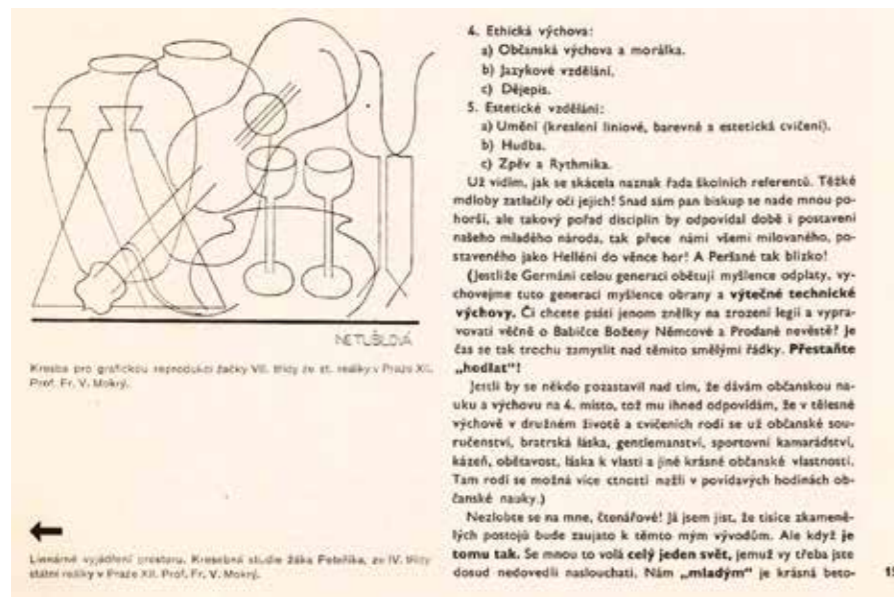 NETUŠLOVÁ
Kresba pro grafickou reprodukci žačky VII. třídy ze st. reálky v Praze XII.
Prof. Fr. V. Mokrý.
Lineárné vyjádření prostoru. Kresebná studie žáka Peteříka, ze IV. třídy
státní reálky v Praze XII. Prof. Fr. V. Mokrý.
4. Ethická výchova:
a) Občanská výchova a morálka.
b) Jazykové vzdělání.
c) Dějepis.
5. Estetické vzdělání:
a) Umění (kreslení liniové, barevné a estetická cvičení).
b) Hudba.
c) Zpěv a Rythmika.
Už vidím, jak se skácela naznak řada školních referentů. Těžké
mdloby zatlačily oči jejich! Snad sám pan biskup se nade mnou po-
horší, ale takový pořad disciplin by odpovídal době i postavení
našeho mladého národa, tak přece námi všemi milovaného, po-
staveného jako Helléni do věnce hor! A Peršané tak blízko!
(Jestliže Germáni celou generaci obětují myšlence odplaty, vy-
chovejme tuto generaci myšlence obrany a výtečné technické
výchovy. Či chcete psáti jenom znělky na zrození legií a vypra-
vovati věčně o Babičce Boženy Němcové a Prodané nevěstě? Je
čas se tak trochu zamyslit nad těmito smělými řádky. Přestaňte
„hodlat“!
Jestli by se někdo pozastavil nad tím, že dávám občanskou na-
uku a výchovu na 4. místo, tož mu ihned odpovídám, že v tělesné
výchově v družném životě a cvičeních rodí se už občanské sou-
ručenství, bratrská láska, gentlemanství, sportovní kamarádství,
kázeň, obětavost, láska k vlasti a jiné krásné občanské vlastnosti.
Tam rodí se možná více ctností nežli v povídavých hodinách ob-
čanské nauky.)
Nezlobte se na mne, čtenářové! Já jsem jist, že tisíce zkamené-
lých postojů bude zaujato k těmto mým vývodům. Ale když je
tomu tak. Se mnou to volá celý jeden svět, jemuž vy třeba jste
dosud nedovedli naslouchati. Nám „mladým“ je krásná beto-